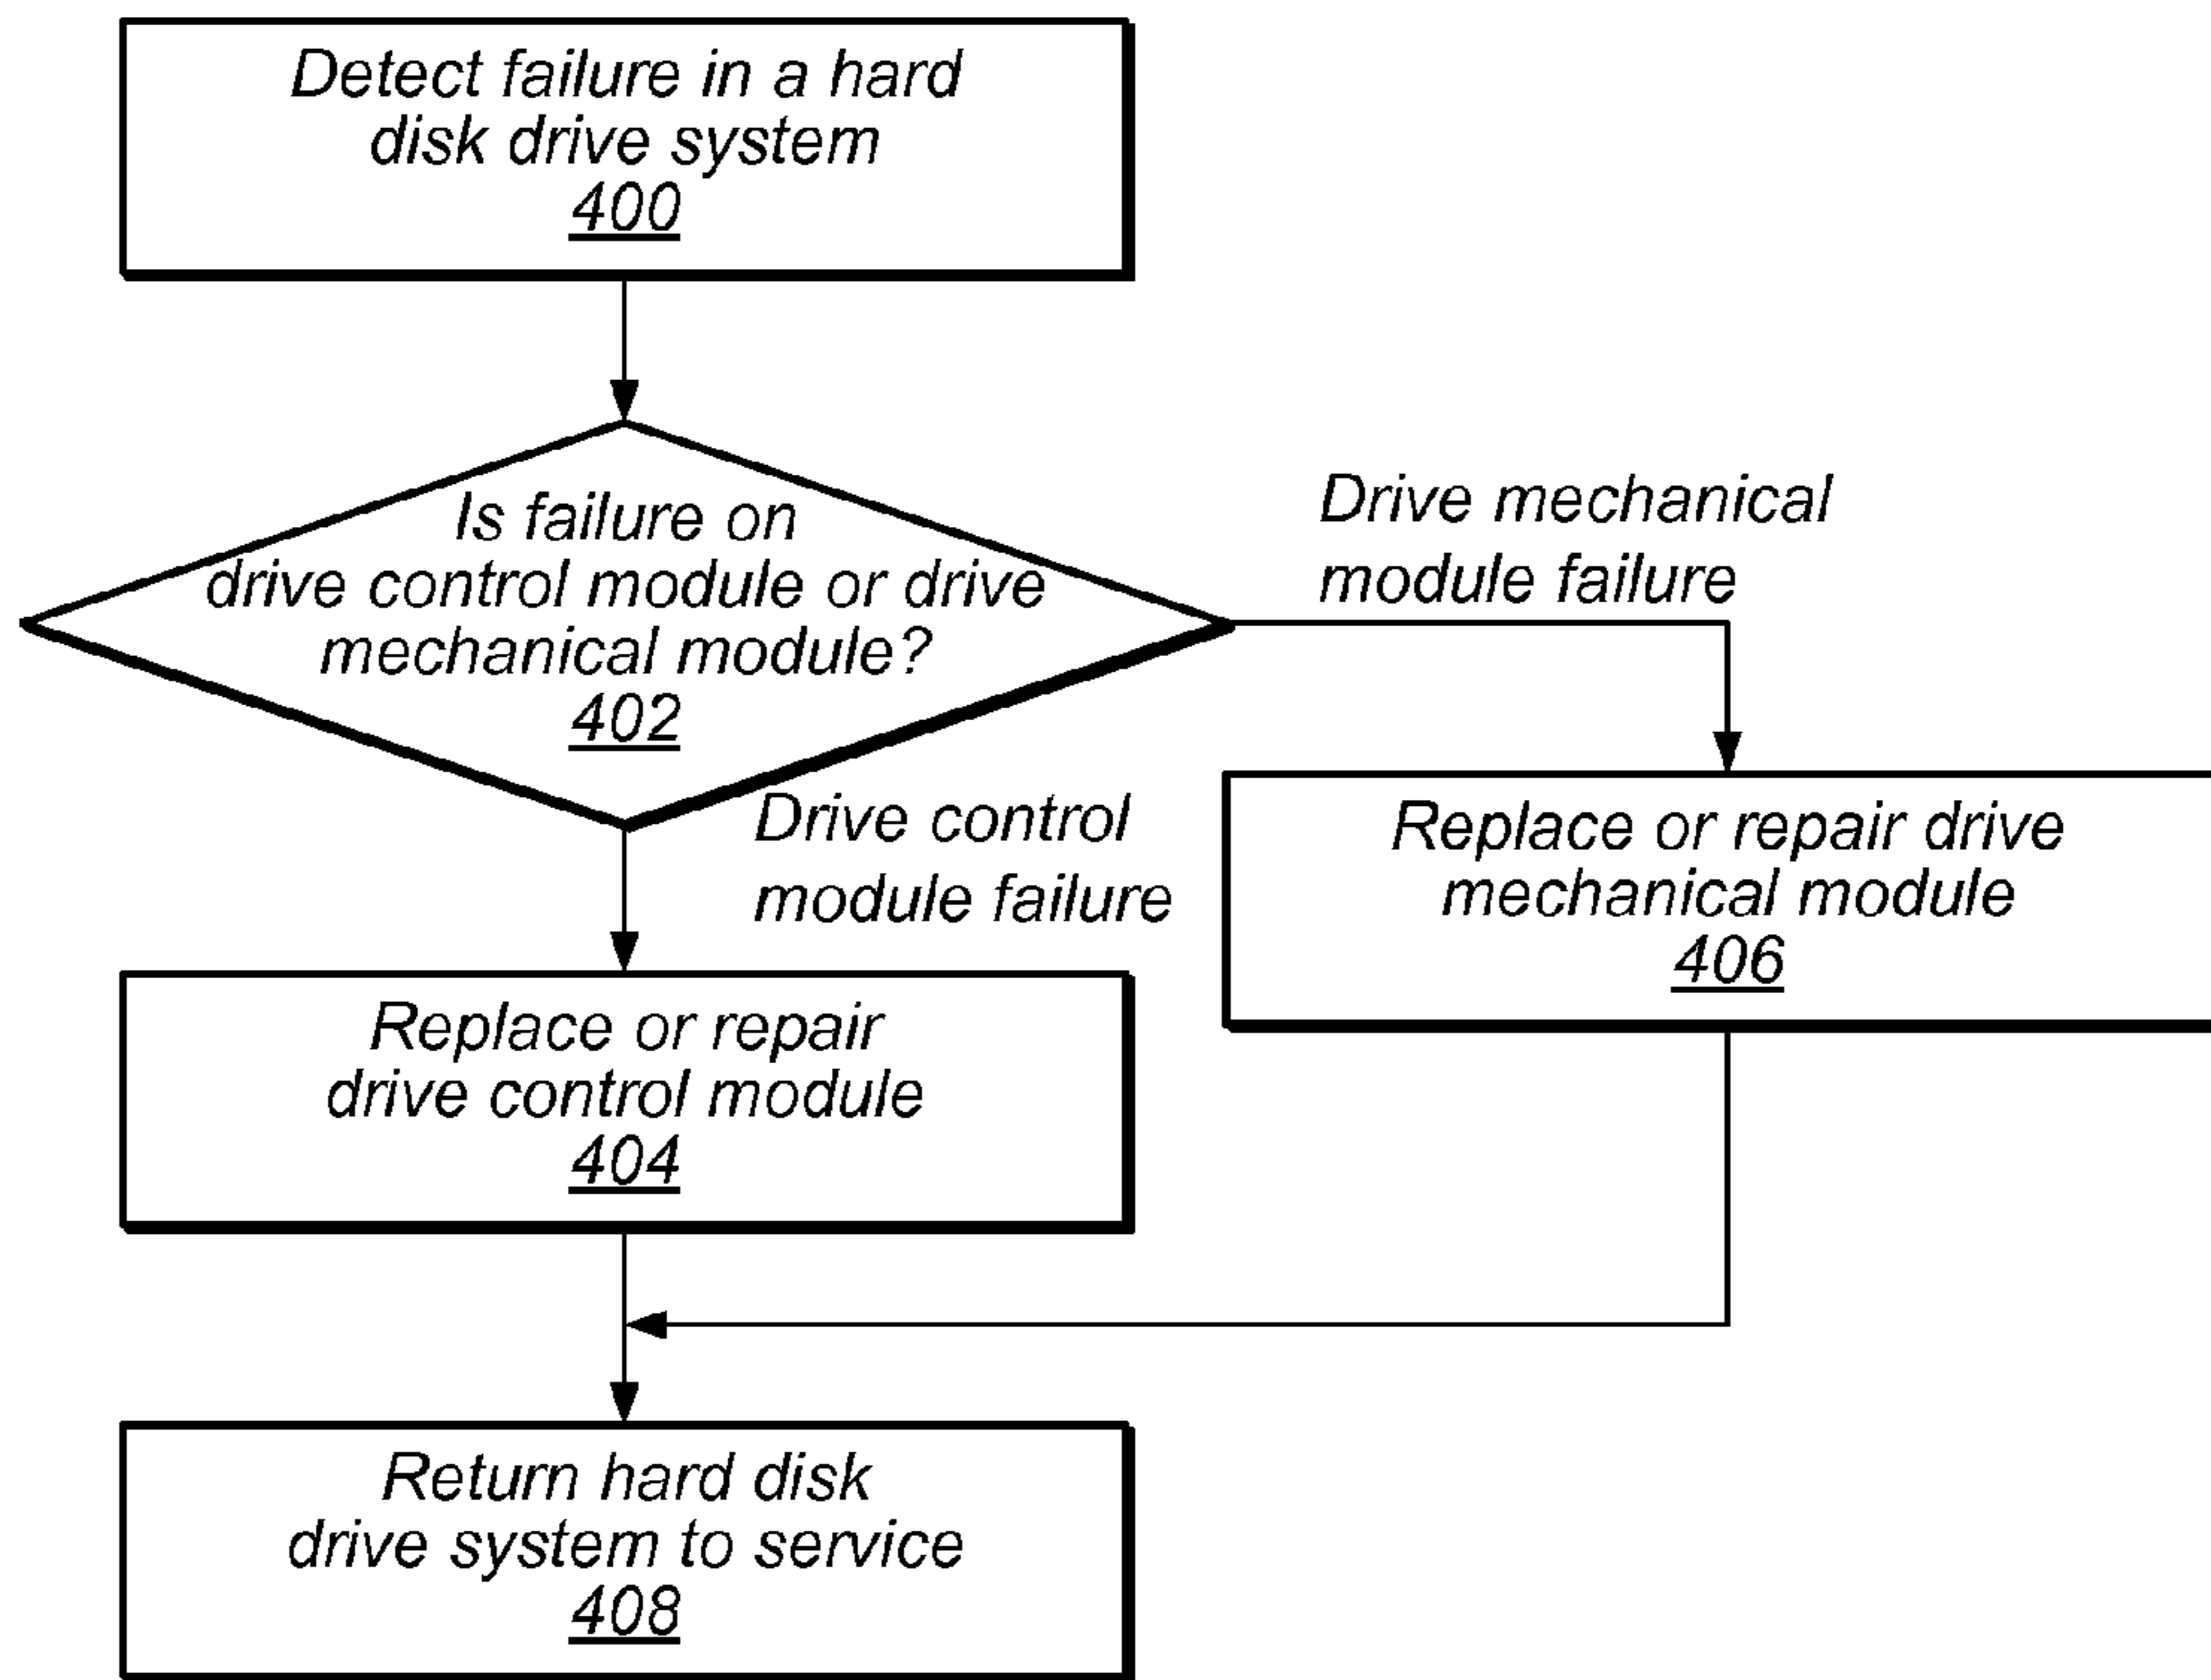 Detect failure in a hard
disk drive system
400
Is failure on
drive control module or drive
mechanical module?
402
Drive mechanical
module failure
Drive control
module failure
Replace or repair drive
mechanical module
406
Replace or repair
drive control module
404
Return hard disk
drive system to service
408